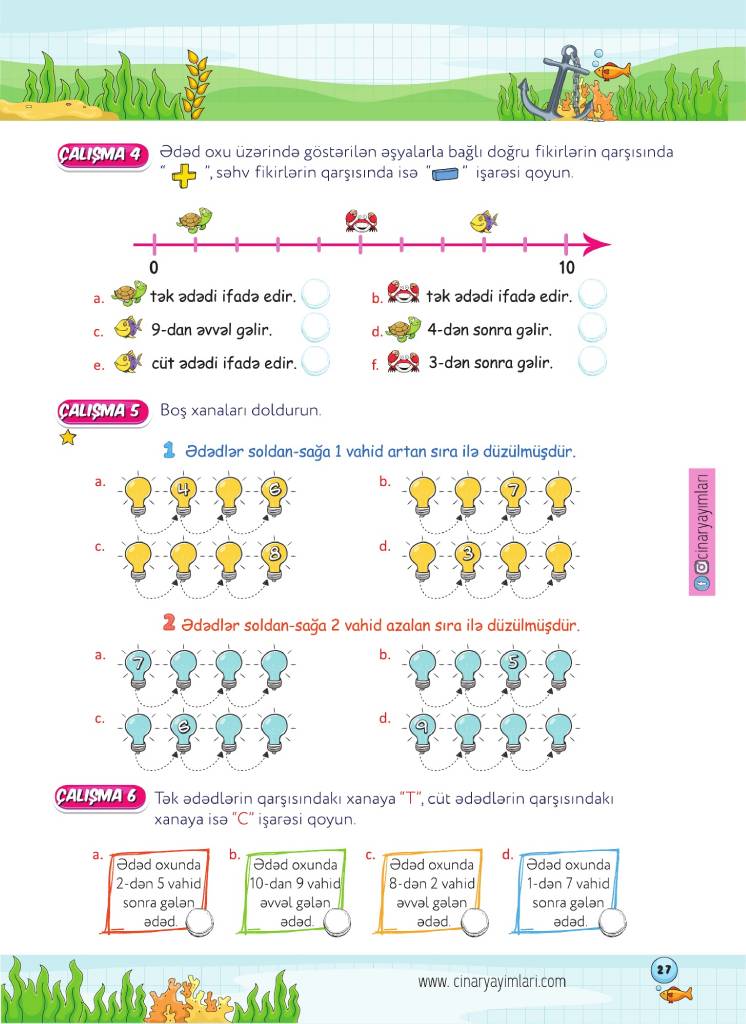 ÇALIŞMA 4
Ədəd oxu üzərində göstərilən əşyalarla bağlı doğru fikirlərin qarşısında
“ ”, səhv fikirlərin qarşısında isə “ ” işarəsi qoyun.
0 10
a. tək ədədi ifadə edir.
b. tək ədədi ifadə edir.
c. 9-dan əvvəl gəlir.
d. 4-dən sonra gəlir.
e. cüt ədədi ifadə edir.
f. 3-dən sonra gəlir.
ÇALIŞMA 5 Boş xanaları doldurun.
1 Ədədlər soldan-sağa 1 vahid artan sıra ilə düzülmüşdür.
a. 4 6
b. 7
c. 8
d. 3
2 Ədədlər soldan-sağa 2 vahid azalan sıra ilə düzülmüşdür.
a. 7
b. 5
c. 8
d. 9
ÇALIŞMA 6 Tək ədədlərin qarşısındakı xanaya “T”, cüt ədədlərin qarşısındakı
xanaya isə “C” işarəsi qoyun.
a. Ədəd oxunda
2-dən 5 vahid
sonra gələn
ədəd.
b. Ədəd oxunda
10-dan 9 vahid
əvvəl gələn
ədəd.
c. Ədəd oxunda
8-dən 2 vahid
əvvəl gələn
ədəd.
d. Ədəd oxunda
1-dən 7 vahid
sonra gələn
ədəd.
cinaryayımları
www. cinaryayimlari.com
27